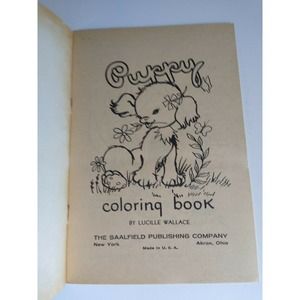 Puppy
coloring book
BY LUCILLE WALLACE
THE SAALFIELD PUBLISHING COMPANY
New York Made in U. S. A. Akron, Ohio